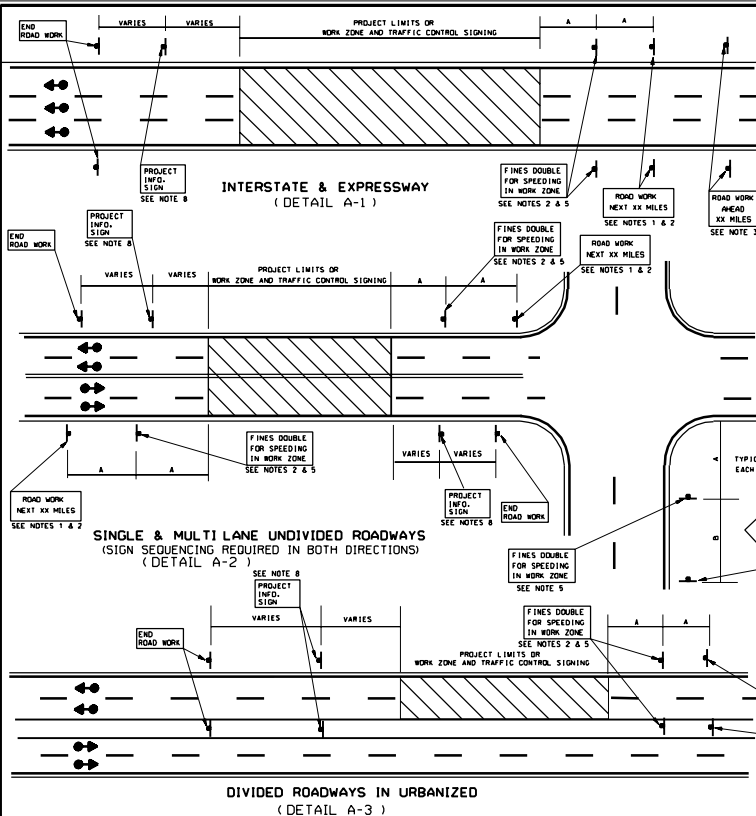 END
ROAD WORK
VARIES
VARIES
PROJECT LIMITS OR
WORK ZONE AND TRAFFIC CONTROL SIGNING
A
A
PROJECT
INFO.
SIGN
SEE NOTE 8
INTERSTATE & EXPRESSWAY
( DETAIL A-1 )
FINES DOUBLE
FOR SPEEDING
IN WORK ZONE
SEE NOTES 2 & 5
ROAD WORK
NEXT XX MILES
SEE NOTES 1 & 2
ROAD WORK
AHEAD
XX MILES
SEE NOTE
END
ROAD WORK
PROJECT
INFO.
SIGN
SEE NOTE 8
VARIES
VARIES
PROJECT LIMITS OR
WORK ZONE AND TRAFFIC CONTROL SIGNING
A
A
FINES DOUBLE
FOR SPEEDING
IN WORK ZONE
SEE NOTES 2 & 5
ROAD WORK
NEXT XX MILES
SEE NOTES 1 & 2
A
A
ROAD WORK
NEXT XX MILES
SEE NOTES 1 & 2
FINES DOUBLE
FOR SPEEDING
IN WORK ZONE
SEE NOTES 2 & 5
VARIES
VARIES
PROJECT
INFO.
SIGN
SEE NOTES 8
END
ROAD WORK
A
B
EACH
FINES DOUBLE
FOR SPEEDING
IN WORK ZONE
SEE NOTE 5
SINGLE & MULTI LANE UNDIVIDED ROADWAYS
(SIGN SEQUENCING REQUIRED IN BOTH DIRECTIONS)
( DETAIL A-2 )
SEE NOTE 8
PROJECT
INFO.
SIGN
VARIES
VARIES
END
ROAD WORK
PROJECT LIMITS OR
WORK ZONE AND TRAFFIC CONTROL SIGNING
FINES DOUBLE
FOR SPEEDING
IN WORK ZONE
SEE NOTES 2 & 5
A
A
DIVIDED ROADWAYS IN URBANIZED
( DETAIL A-3 )